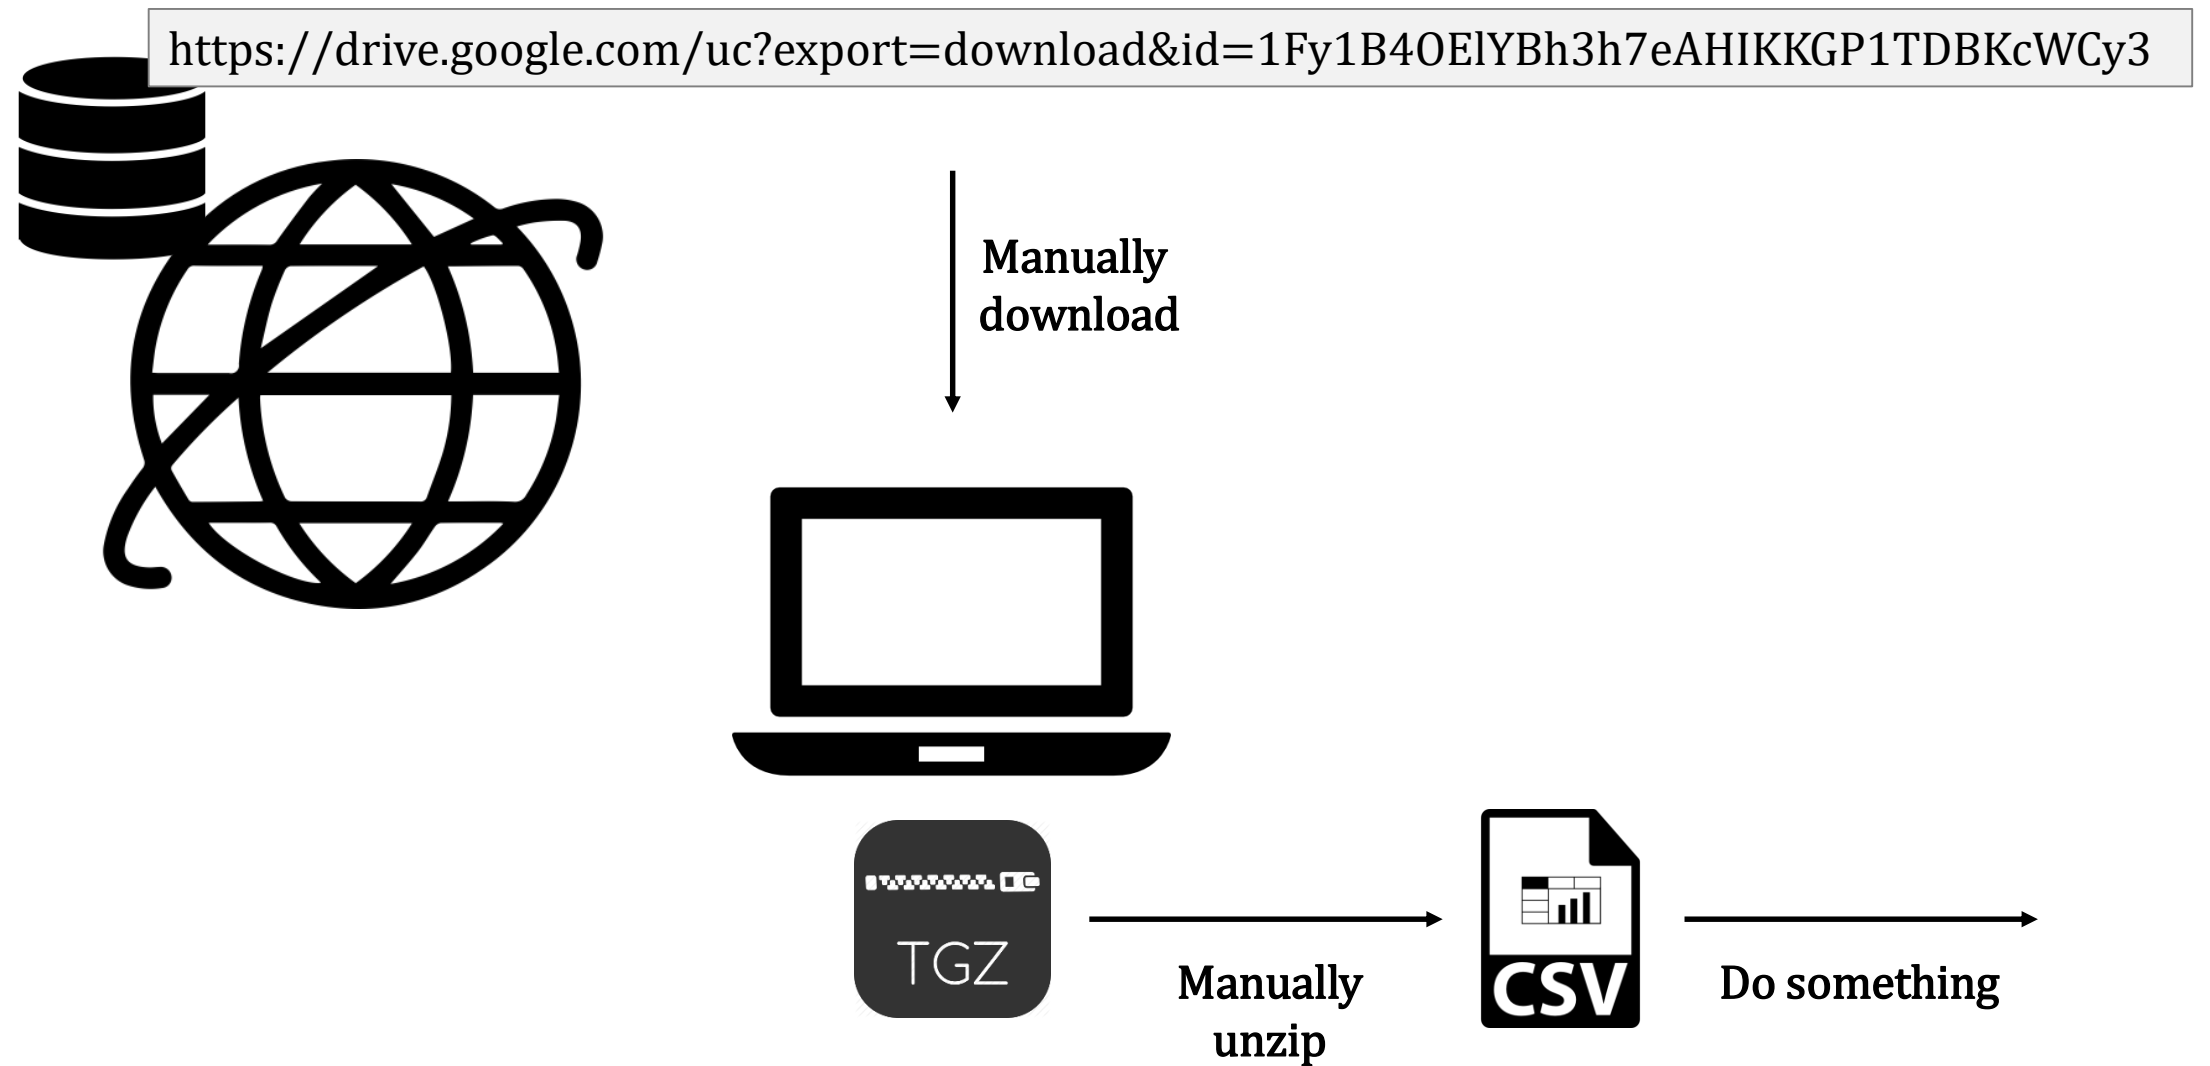 https://drive.google.com/uc?export=download&id=1Fy1B4OElYBh3h7eAHIKKGP1TDBKcWCy3
Manually
download
TGZ
Manually
unzip
CSV
Do something